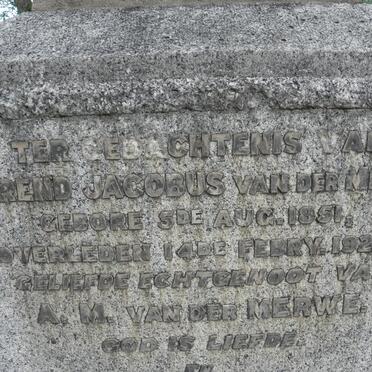 TER GEDACHTENIS VAN
REND JACOBUS VAN DER M
GEBORE 5DE AUG. 1851.
OVERLEDEN 14DE FEBRY. 192
GELIEFDE ECHTGENOOT VA
A. M. VAN DER MERWE.
GOD IS LIEFDE.